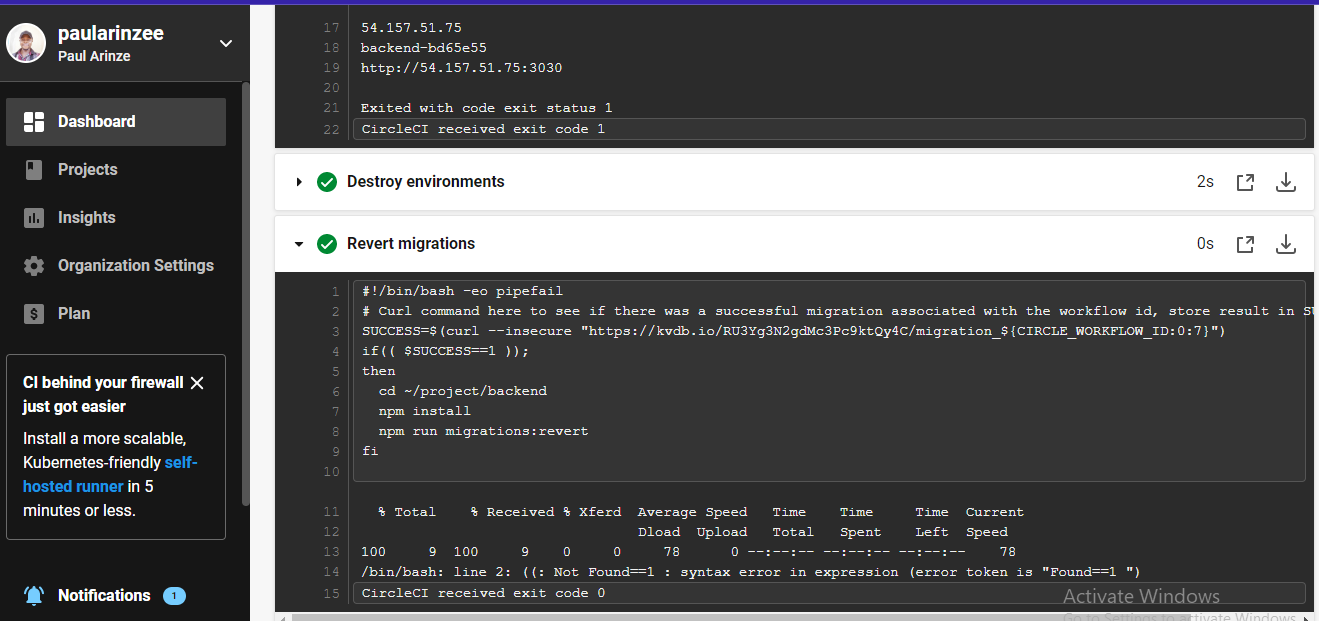 paularinzee
Paul Arinze
Dashboard
Projects
Insights
Organization Settings
$ Plan
CI behind your firewall
just got easier
Install a more scalable,
Kubernetes-friendly self-
hosted runner in 5
minutes or less.
Notifications 1
17 54.157.51.75
18 backend-bd65e55
19 http://54.157.51.75:3030
20
21 Exited with code exit status 1
22 CircleCI received exit code 1
Destroy environments 2s
Revert migrations 0s
1 #!/bin/bash -eo pipefail
2 # Curl command here to see if there was a successful migration associated with the workflow id, store result in SU
3 SUCCESS=$(curl --insecure "https://kvdb.io/RU3Yg3N2gdMc3Pc9ktQy4C/migration_${CIRCLE_WORKFLOW_ID:0:7}")
4 if(( $SUCCESS==1 ));
5 then
6 cd ~/project/backend
7 npm install
8 npm run migrations:revert
9 fi
10
11 % Total % Received % Xferd Average Speed Time Time Time Current
12 Dload Upload Total Spent Left Speed
13 100 9 100 9 0 0 78 0 --:--:-- --:--:-- --:--:-- 78
14 /bin/bash: line 2: ((: Not Found==1 : syntax error in expression (error token is "Found==1 ")
15 CircleCI received exit code 0
Activate Windows
Go to Settings to activate Windows.